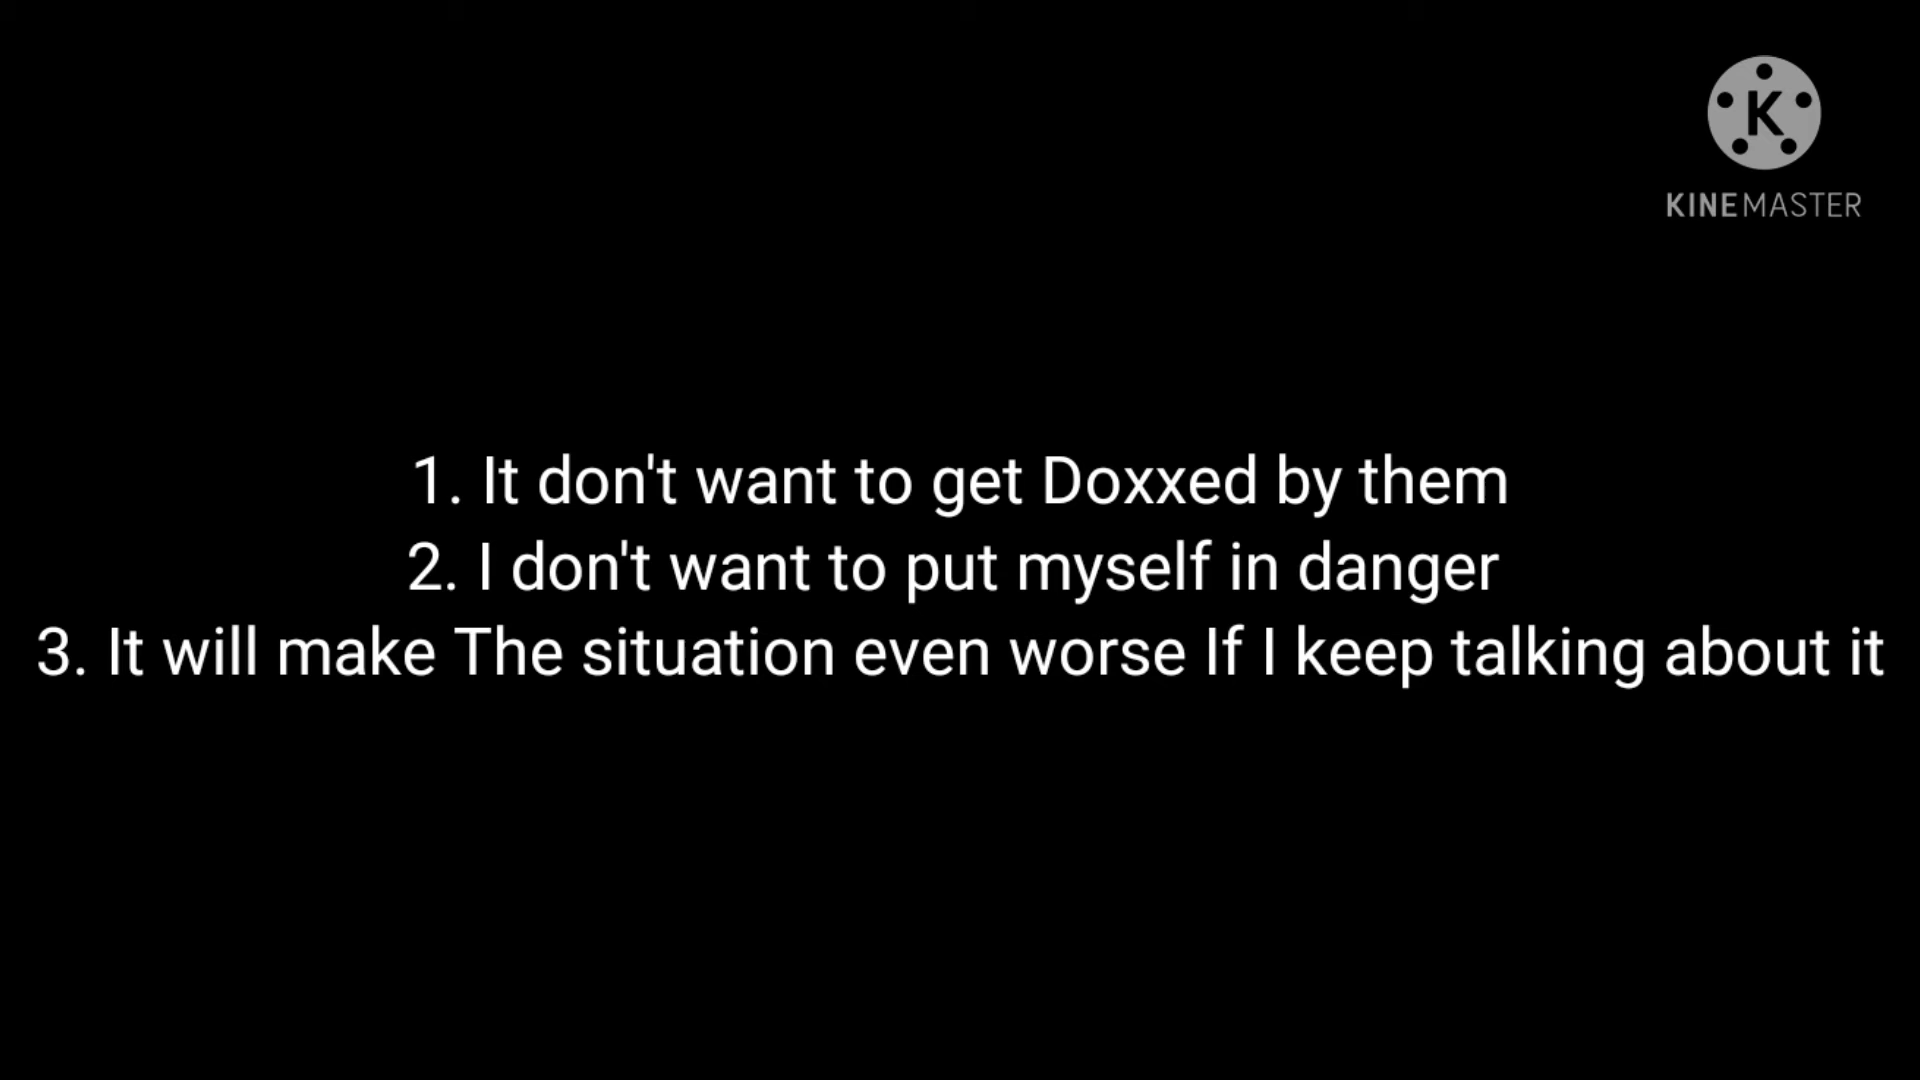 K
KINEMASTER
1. It don't want to get Doxxed by them
2. I don't want to put myself in danger
3. It will make The situation even worse If I keep talking about it